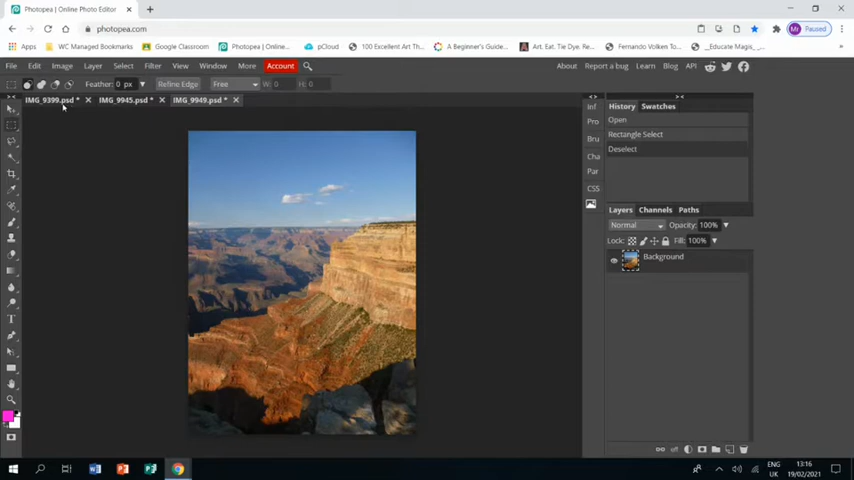 Photopea | Online Photo Editor
photopea.com
Mr Paused
Apps WC Managed Bookmarks Google Classroom Photopea | Online... pCloud 100 Excellent Art Th... A Beginner's Guide... Art. Eat. Tie Dye. Re... Fernando Volken To... _Educate Magis_...
File Edit Image Layer Select Filter View Window More Account
About Report a bug Learn Blog API
Feather: 0 px Refine Edge Free W: 0 H: 0
IMG_9399.psd * IMG_9945.psd * IMG_9949.psd *
Inf
Pro
Bru
Cha
Par
CSS
History Swatches
Open
Rectangle Select
Deselect
Layers Channels Paths
Normal Opacity: 100%
Lock: Fill: 100%
Background
ENG
UK
13:16
19/02/2021